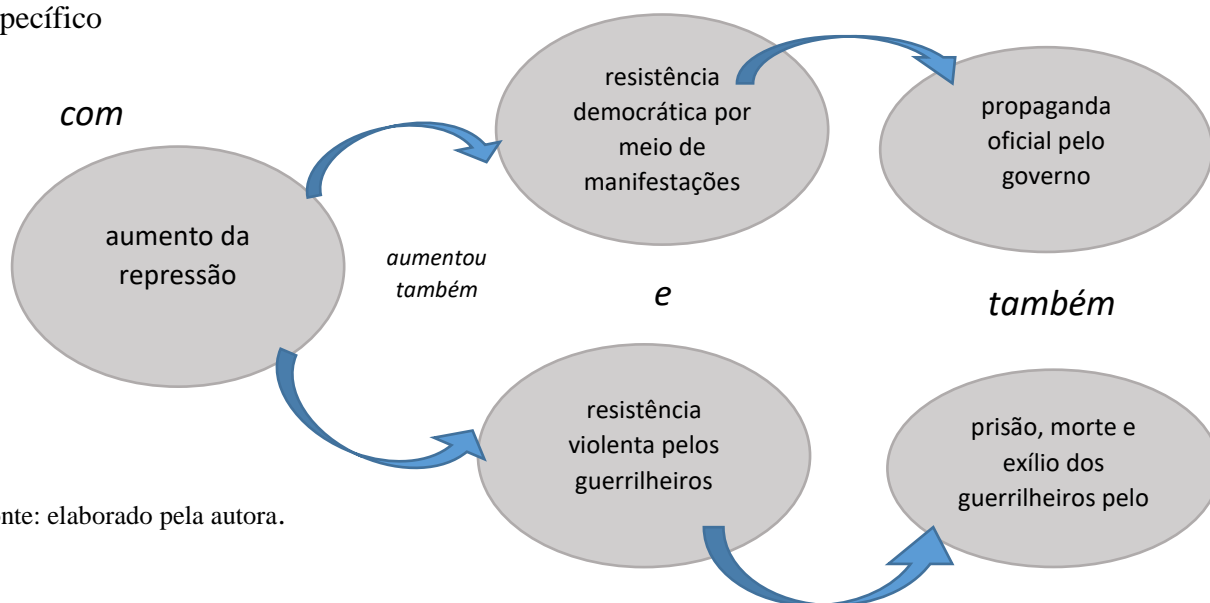 pecífico
com
aumento da
repressão
aumentou
também
resistência
democrática por
meio de
manifestações
e
resistência
violenta pelos
guerrilheiros
propaganda
oficial pelo
governo
também
prisão, morte e
exílio dos
guerrilheiros pelo
nte: elaborado pela autora.